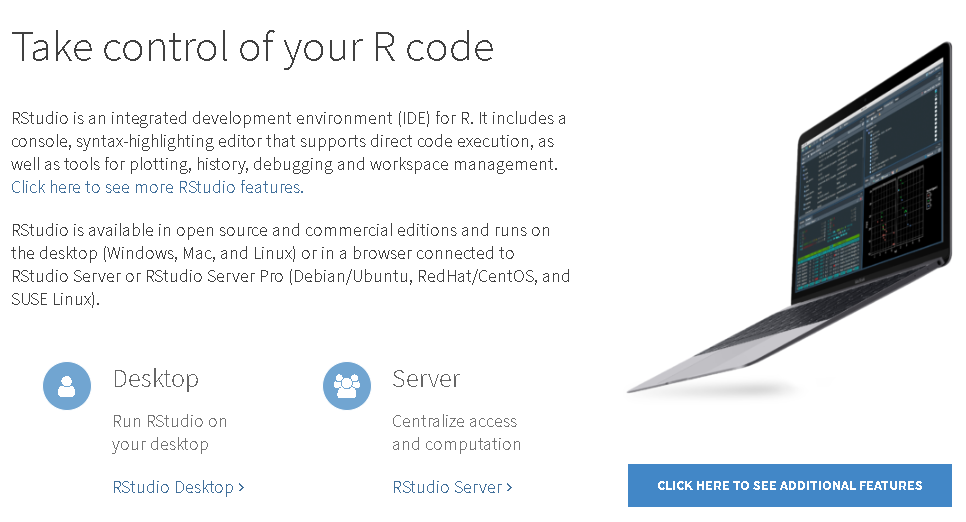 Take control of your R code
RStudio is an integrated development environment (IDE) for R. It includes a
console, syntax-highlighting editor that supports direct code execution, as
well as tools for plotting, history, debugging and workspace management.
Click here to see more RStudio features.
RStudio is available in open source and commercial editions and runs on
the desktop (Windows, Mac, and Linux) or in a browser connected to
RStudio Server or RStudio Server Pro (Debian/Ubuntu, RedHat/CentOS, and
SUSE Linux).
Desktop
Run RStudio on
your desktop
RStudio Desktop >
Server
Centralize access
and computation
RStudio Server >
CLICK HERE TO SEE ADDITIONAL FEATURES